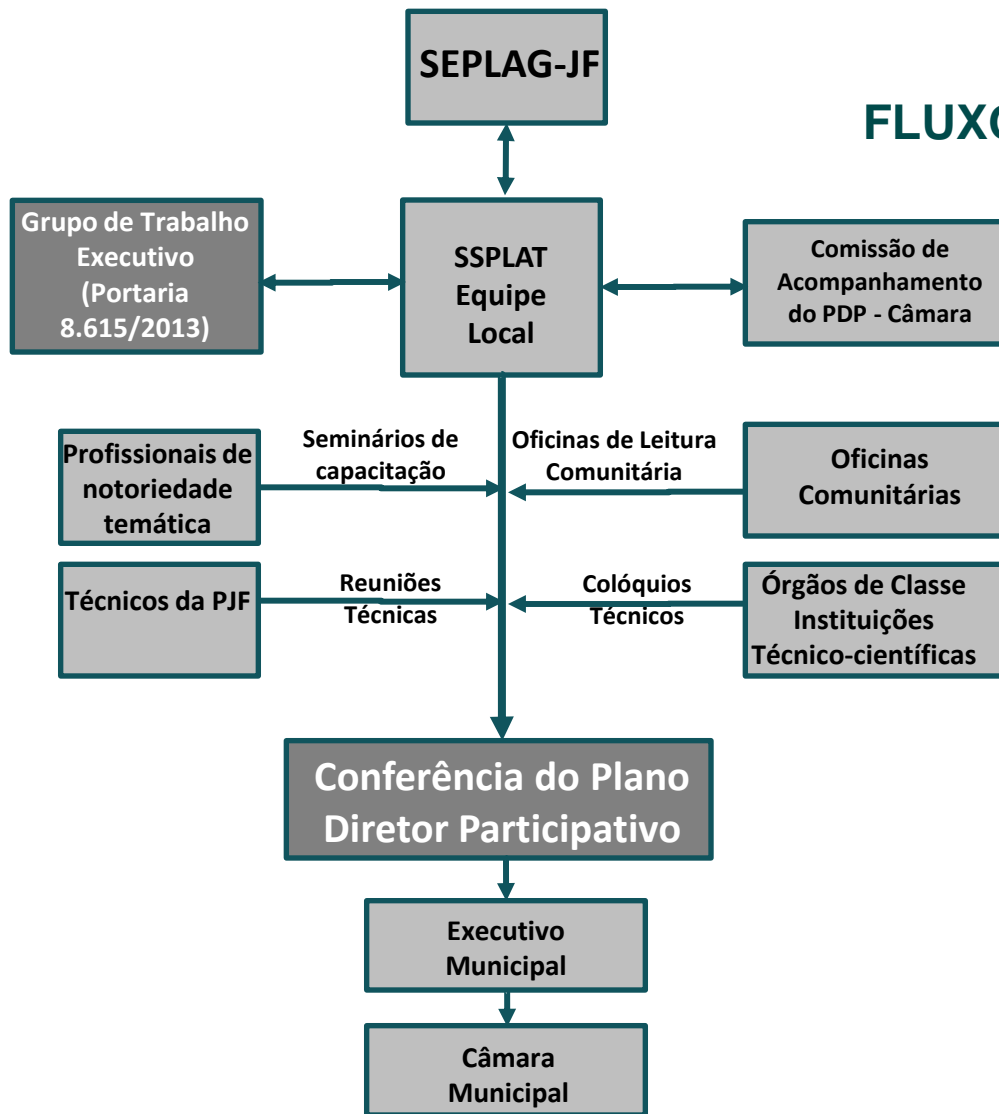 SEPLAG-JF
FLUXO
Grupo de Trabalho
Executivo
(Portaria
8.615/2013)
SSPLAT
Equipe
Local
Comissão de
Acompanhamento
do PDP - Câmara
Profissionais de
notoriedade
temática
Seminários de
capacitação
Oficinas de Leitura
Comunitária
Oficinas
Comunitárias
Técnicos da PJF
Reuniões
Técnicas
Colóquios
Técnicos
Órgãos de Classe
Instituições
Técnico-científicas
Conferência do Plano
Diretor Participativo
Executivo
Municipal
Câmara
Municipal